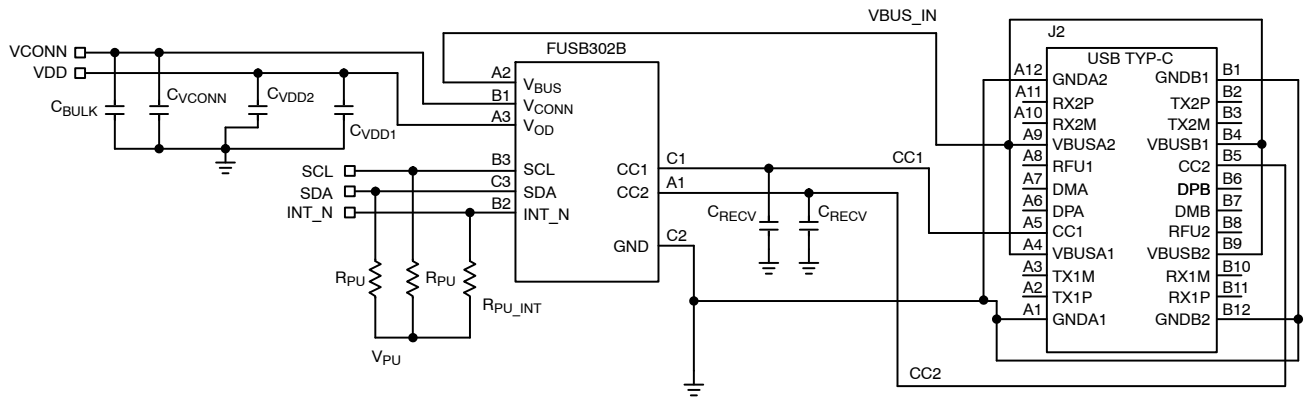 VBUS_IN
J2
FUSB302B
USB TYP-C
VCONN
VDD
CBULK
CVCONN
CVDD2
CVDD1
A2
B1
A3
VBUS
VCONN
VOD
SCL
SDA
INT_N
B3
C3
B2
SCL
SDA
INT_N
CC1
CC2
GND
C1
A1
C2
CC1
CRECV
CRECV
RPU
RPU
RPU_INT
VPU
CC2
A12 GNDA2
A11 RX2P
A10 RX2M
A9 VBUSA2
A8 RFU1
A7 DMA
A6 DPA
A5 CC1
A4 VBUSA1
A3 TX1M
A2 TX1P
A1 GNDA1
GNDB1 B1
TX2P B2
TX2M B3
VBUSB1 B4
CC2 B5
DPB B6
DMB B7
RFU2 B8
VBUSB2 B9
RX1M B10
RX1P B11
GNDB2 B12